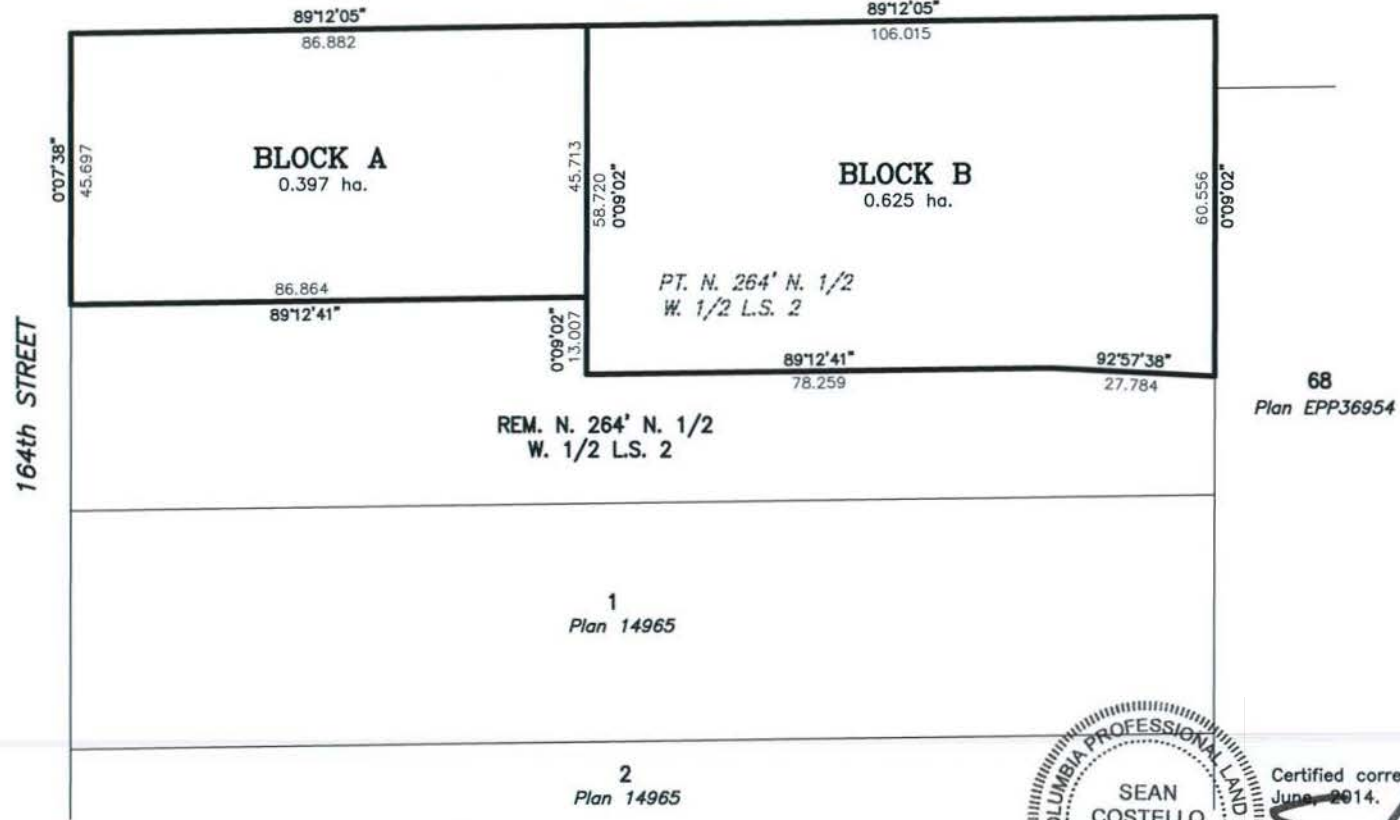 89°12'05"
86.882
89°12'05"
106.015
0°07'38"
45.697
BLOCK A
0.397 ha.
45.713
58.720
0°09'02"
BLOCK B
0.625 ha.
60.556
0°09'20"
PT. N. 264' N. 1/2
W. 1/2 L.S. 2
86.864
89°12'41"
0°09'02"
13.007
89°12'41"
78.259
92°57'38"
27.784
164th STREET
68
Plan EPP36954
REM. N. 264' N. 1/2
W. 1/2 L.S. 2
1
Plan 14965
2
Plan 14965
COLUMBIA PROFESSIONAL LAND
SEAN
COSTELLO
Certified corre
June, 2014.